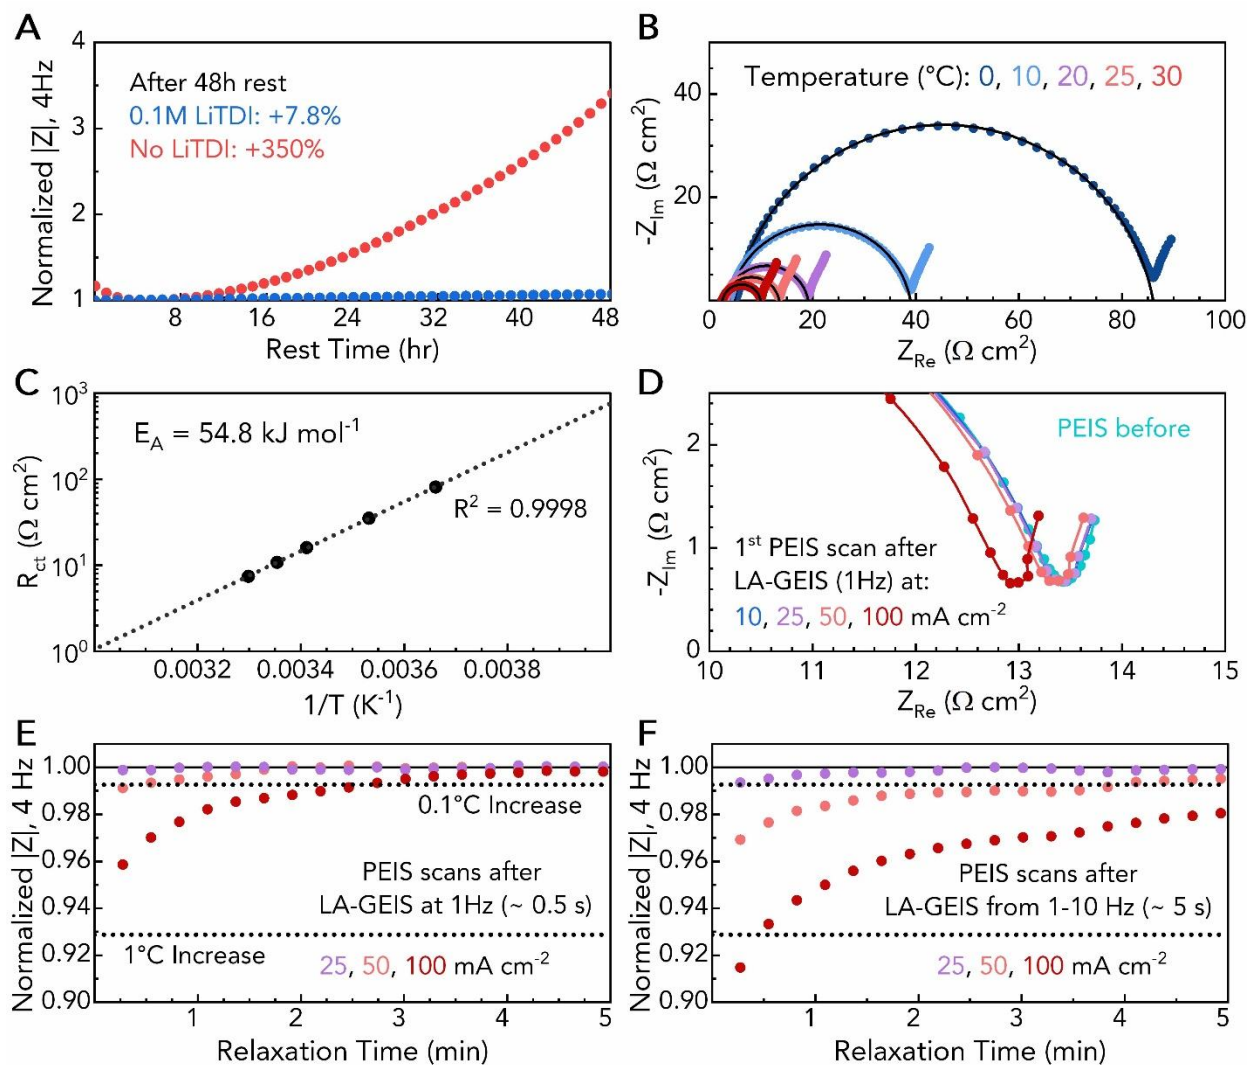 A
4
3
2
1
Normalized |Z|, 4Hz
After 48h rest
0.1M LiTDI: +7.8%
No LiTDI: +350%
8 16 24 32 40 48
Rest Time (hr)
B
40
20
0
-Z_Im (Ω cm²)
Temperature (°C): 0, 10, 20, 25, 30
0 20 40 60 80 100
Z_Re (Ω cm²)
C
10³
10²
10¹
10⁰
R_ct (Ω cm²)
E_A = 54.8 kJ mol⁻¹
R² = 0.9998
0.0032 0.0034 0.0036 0.0038
1/T (K⁻¹)
D
2
1
0
-Z_Im (Ω cm²)
PEIS before
1ˢᵗ PEIS scan after
LA-GEIS (1Hz) at:
10, 25, 50, 100 mA cm⁻²
10 11 12 13 14 15
Z_Re (Ω cm²)
E
1.00
0.98
0.96
0.94
0.92
0.90
Normalized |Z|, 4 Hz
0.1°C Increase
PEIS scans after
LA-GEIS at 1Hz (~ 0.5 s)
1°C Increase
25, 50, 100 mA cm⁻²
1 2 3 4 5
Relaxation Time (min)
F
1.00
0.98
0.96
0.94
0.92
0.90
Normalized |Z|, 4 Hz
PEIS scans after
LA-GEIS from 1-10 Hz (~ 5 s)
25, 50, 100 mA cm⁻²
1 2 3 4 5
Relaxation Time (min)